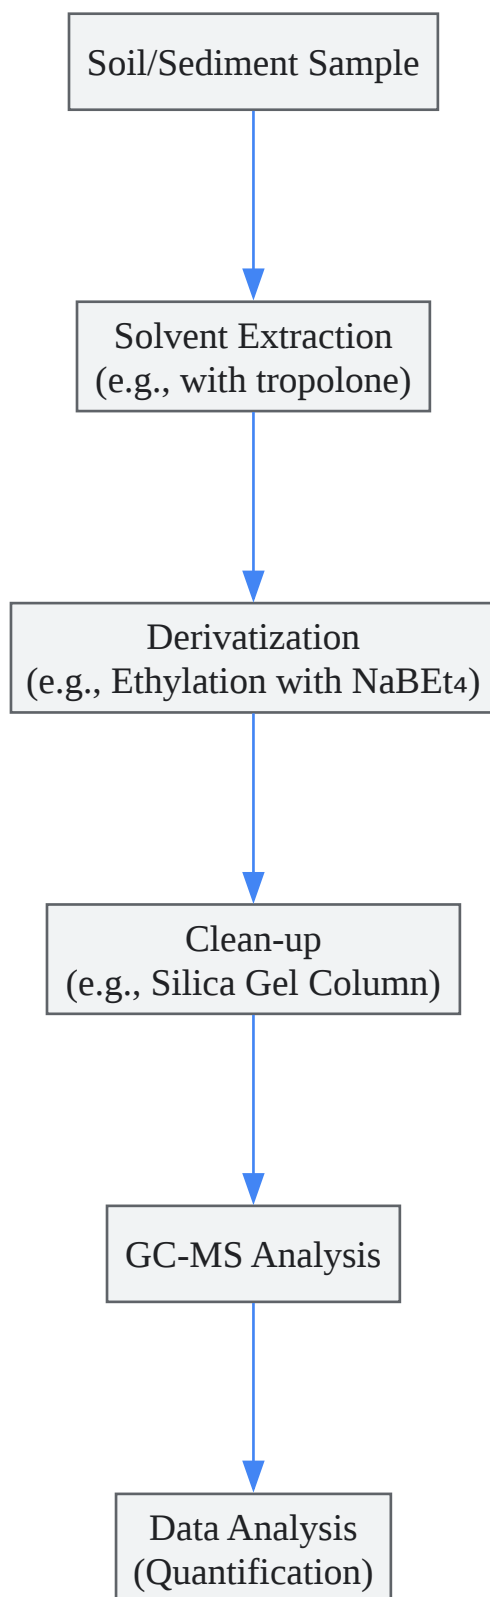 Soil/Sediment Sample
Solvent Extraction
(e.g., with tropolone)
Derivatization
(e.g., Ethylation with NaBEt₄)
Clean-up
(e.g., Silica Gel Column)
GC-MS Analysis
Data Analysis
(Quantification)